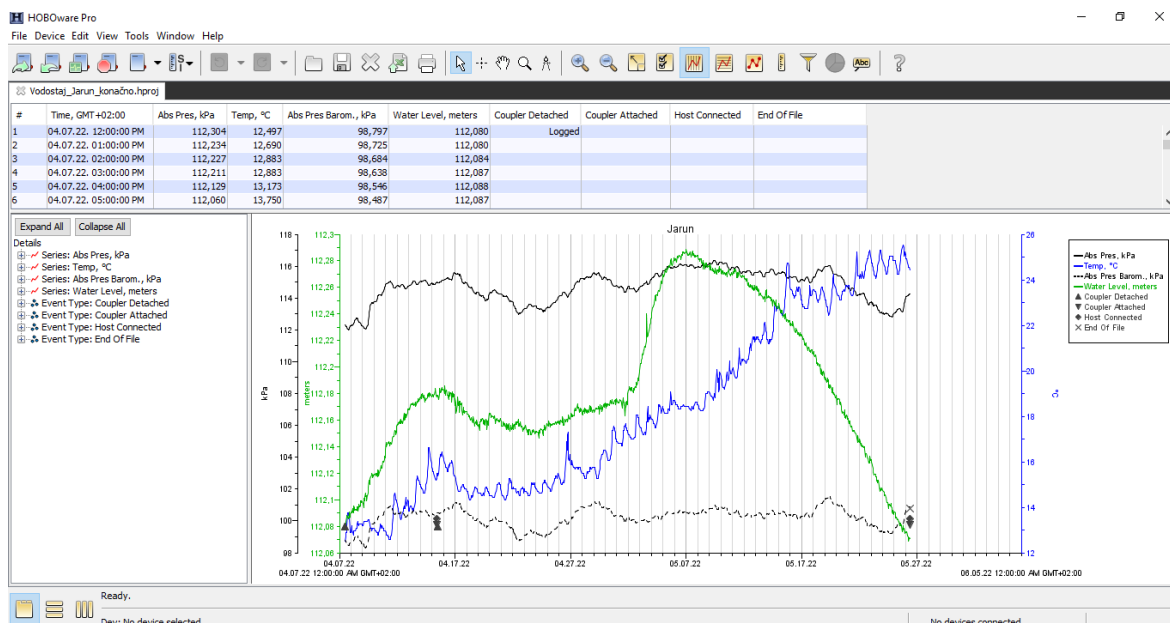 HOBOware Pro
File Device Edit View Tools Window Help
Abc
Vodostaj_Jarun_konačno.hproj
# Time, GMT+02:00 Abs Pres, kPa Temp, °C Abs Pres Barom., kPa Water Level, meters Coupler Detached Coupler Attached Host Connected End Of File
1 04.07.22. 12:00:00 PM 112,304 12,497 98,797 112,080 Logged
2 04.07.22. 01:00:00 PM 112,234 12,690 98,725 112,080
3 04.07.22. 02:00:00 PM 112,227 12,883 98,684 112,084
4 04.07.22. 03:00:00 PM 112,211 12,883 98,638 112,087
5 04.07.22. 04:00:00 PM 112,129 13,173 98,546 112,088
6 04.07.22. 05:00:00 PM 112,060 13,750 98,487 112,087
Expand All Collapse All
Details
Series: Abs Pres, kPa
Series: Temp, °C
Series: Abs Pres Barom., kPa
Series: Water Level, meters
Event Type: Coupler Detached
Event Type: Coupler Attached
Event Type: Host Connected
Event Type: End Of File
Jarun
118 112,3 26
116 112,28
114 112,26 24
112 112,24 22
110 112,22
108 112,18 20
106 112,16 18
104 112,14
102 112,12 16
100 112,1 14
98 112,08
112,06 12
kPa
meters
°C
Abs Pres, kPa
Temp, °C
Abs Pres Barom., kPa
Water Level, meters
Coupler Detached
Coupler Attached
Host Connected
End Of File
04.07.22 04.17.22 04.27.22 05.07.22 05.17.22 05.27.22
04.07.22 12:00:00 AM GMT+02:00 06.05.22 12:00:00 AM GMT+02:00
Ready.
Dev: No device selected No devices connected